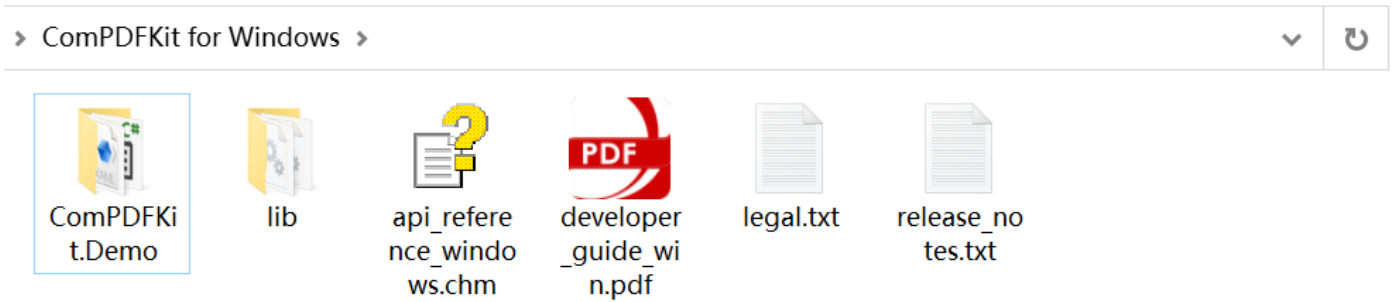 ComPDFKit for Windows
C#
XAML
PDF
ComPDFKi
t.Demo
lib
api_refere
nce_windo
ws.chm
developer
_guide_wi
n.pdf
legal.txt
release_no
tes.txt